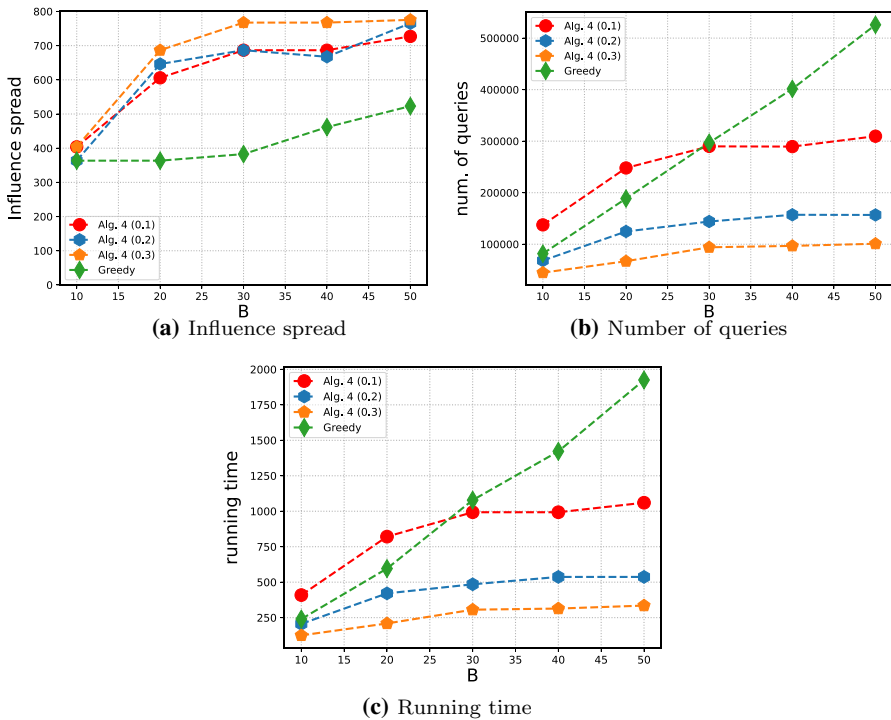 800
700
600
500
400
300
200
100
0
Influence spread
Alg. 4 (0.1)
Alg. 4 (0.2)
Alg. 4 (0.3)
Greedy
10 15 20 25 30 35 40 45 50
B
(a) Influence spread
500000
400000
300000
200000
100000
num. of queries
Alg. 4 (0.1)
Alg. 4 (0.2)
Alg. 4 (0.3)
Greedy
10 15 20 25 30 35 40 45 50
B
(b) Number of queries
2000
1750
1500
1250
1000
750
500
250
running time
Alg. 4 (0.1)
Alg. 4 (0.2)
Alg. 4 (0.3)
Greedy
10 15 20 25 30 35 40 45 50
B
(c) Running time